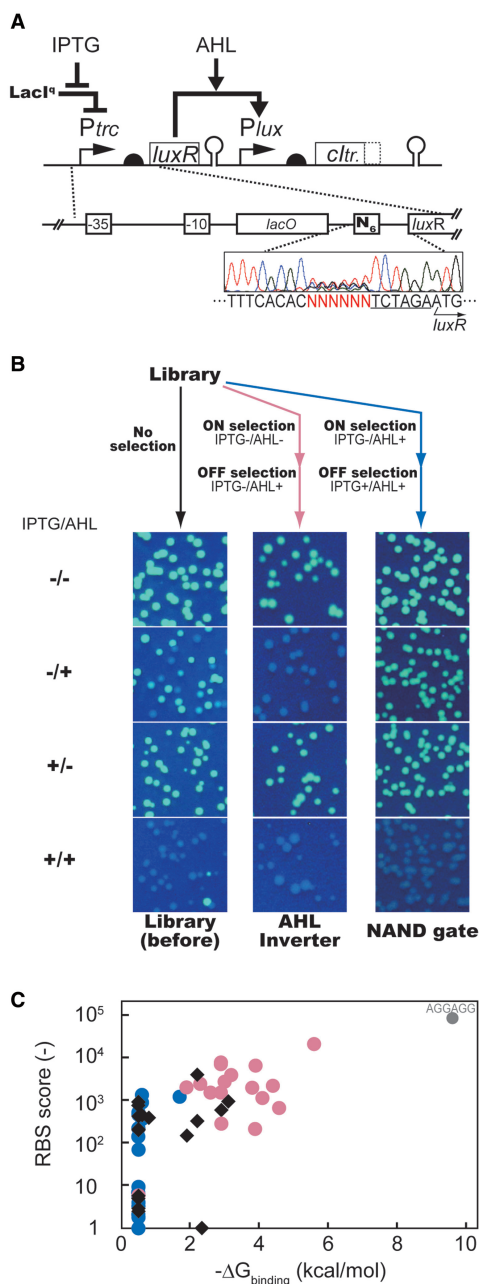 A
IPTG AHL
LacIq
Ptrc Plux
luxR cItr.
-35 -10 lacO N6 luxR
···TTTCACACNNNNNNTCTAGAATG···
luxR
B
Library
No selection
ON selection IPTG-/AHL-
OFF selection IPTG-/AHL+
ON selection IPTG-/AHL+
OFF selection IPTG+/AHL+
IPTG/AHL
-/-
-/+
+/-
+/+
Library (before)
AHL Inverter
NAND gate
C
RBS score (-)
10^5
10^4
10^3
10^2
10
1
AGGAGG
0 2 4 6 8 10
-ΔGbinding (kcal/mol)